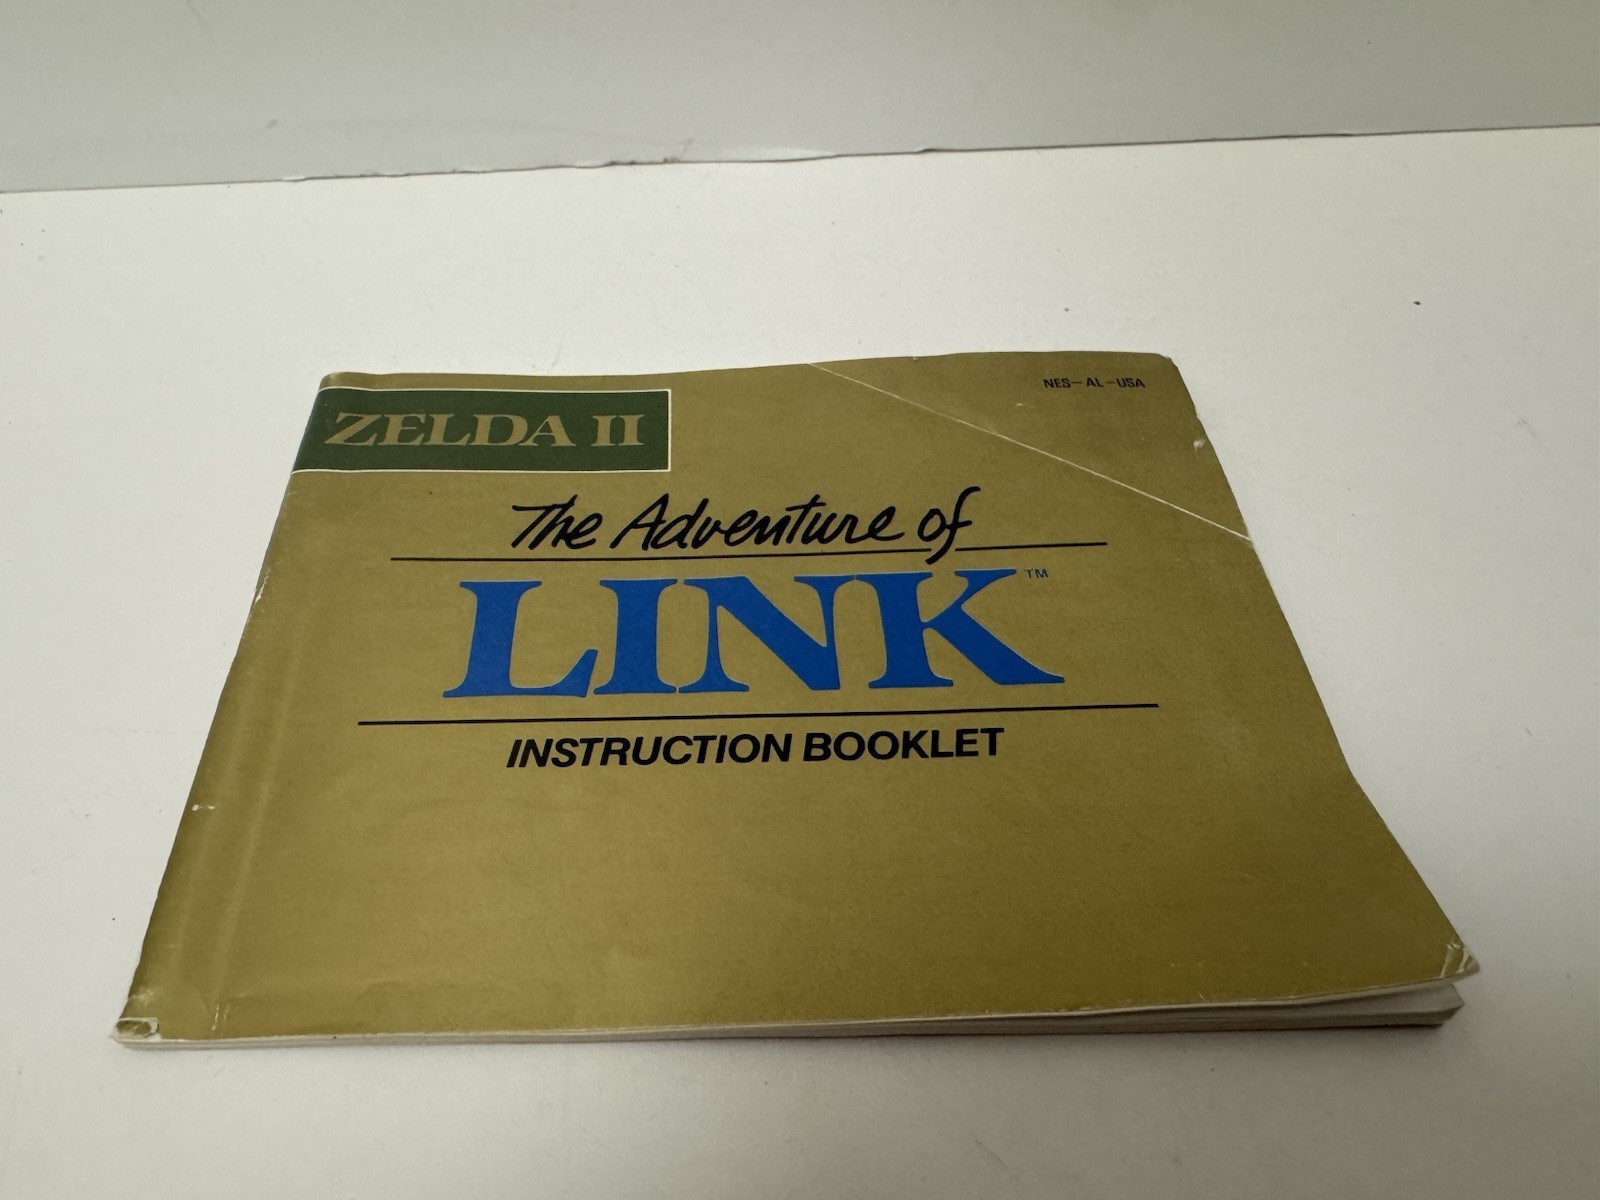 NES-AL-USA
ZELDA II
The Adventure of
LINK™
INSTRUCTION BOOKLET